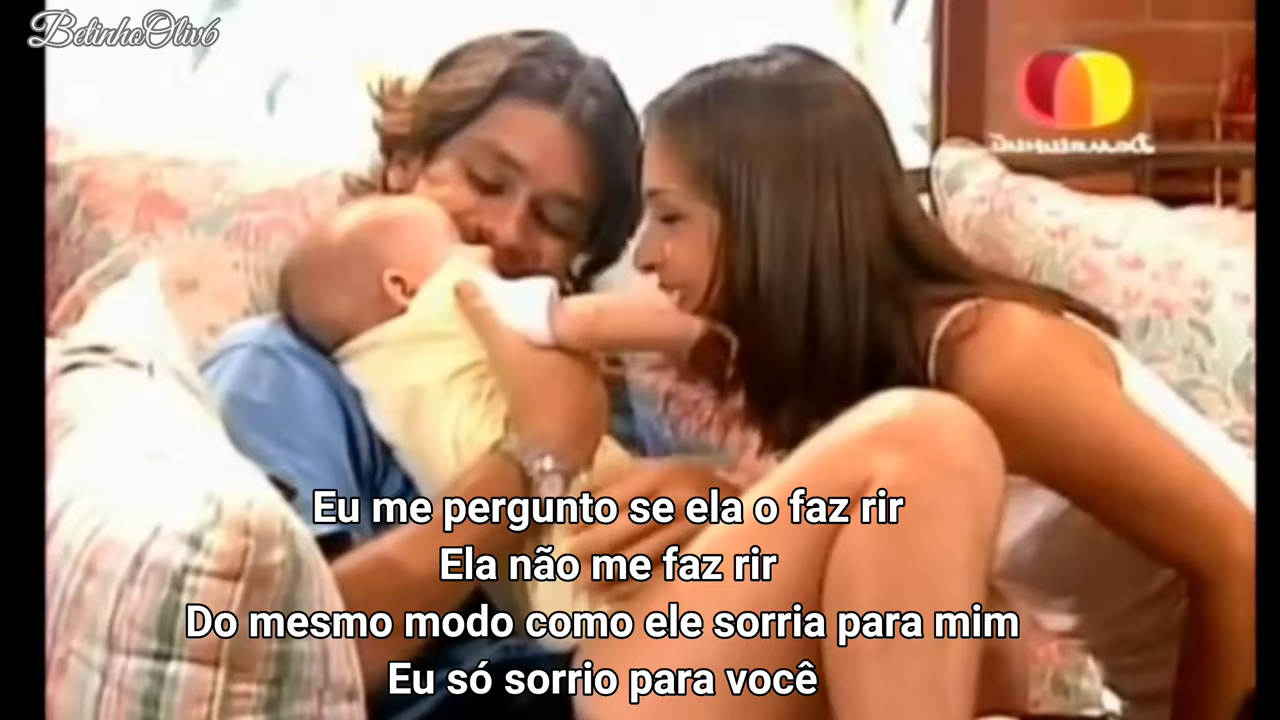 BetinhoOliv6
Eu me pergunto se ela o faz rir
Ela não me faz rir
Do mesmo modo como ele sorria para mim
Eu só sorrio para você